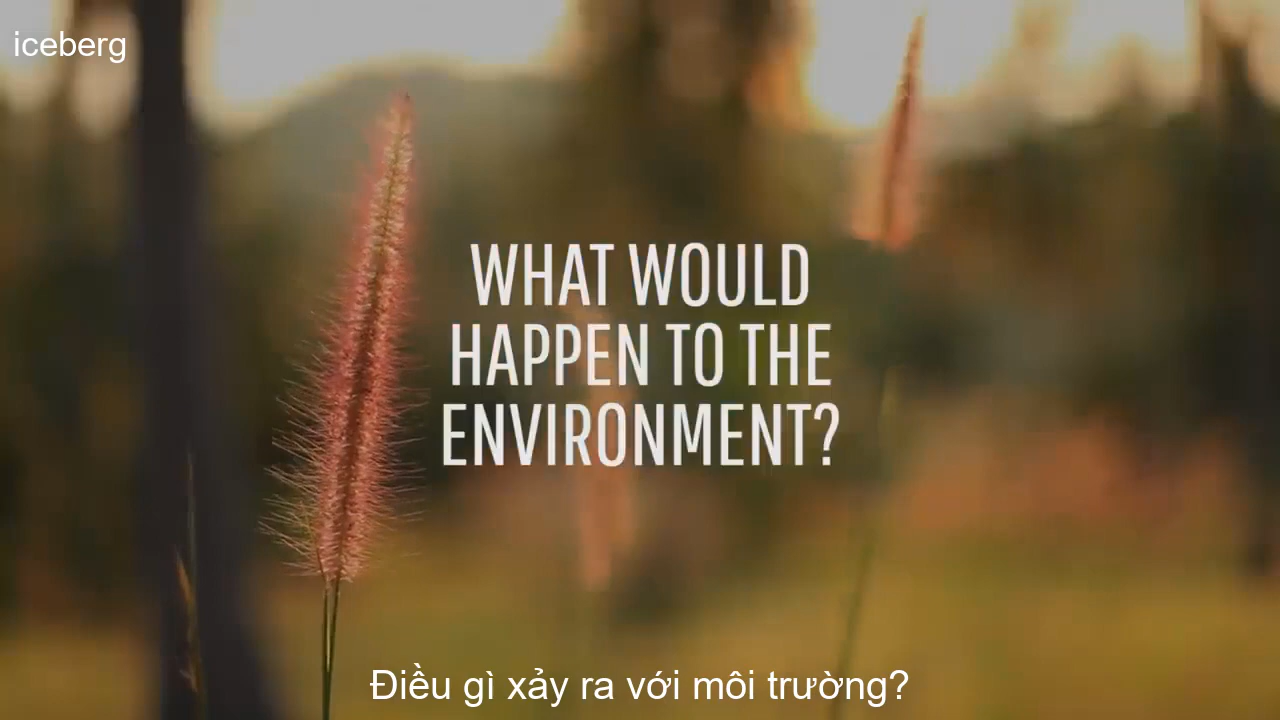 iceberg
WHAT WOULD
HAPPEN TO THE
ENVIRONMENT?
Điều gì xảy ra với môi trường?